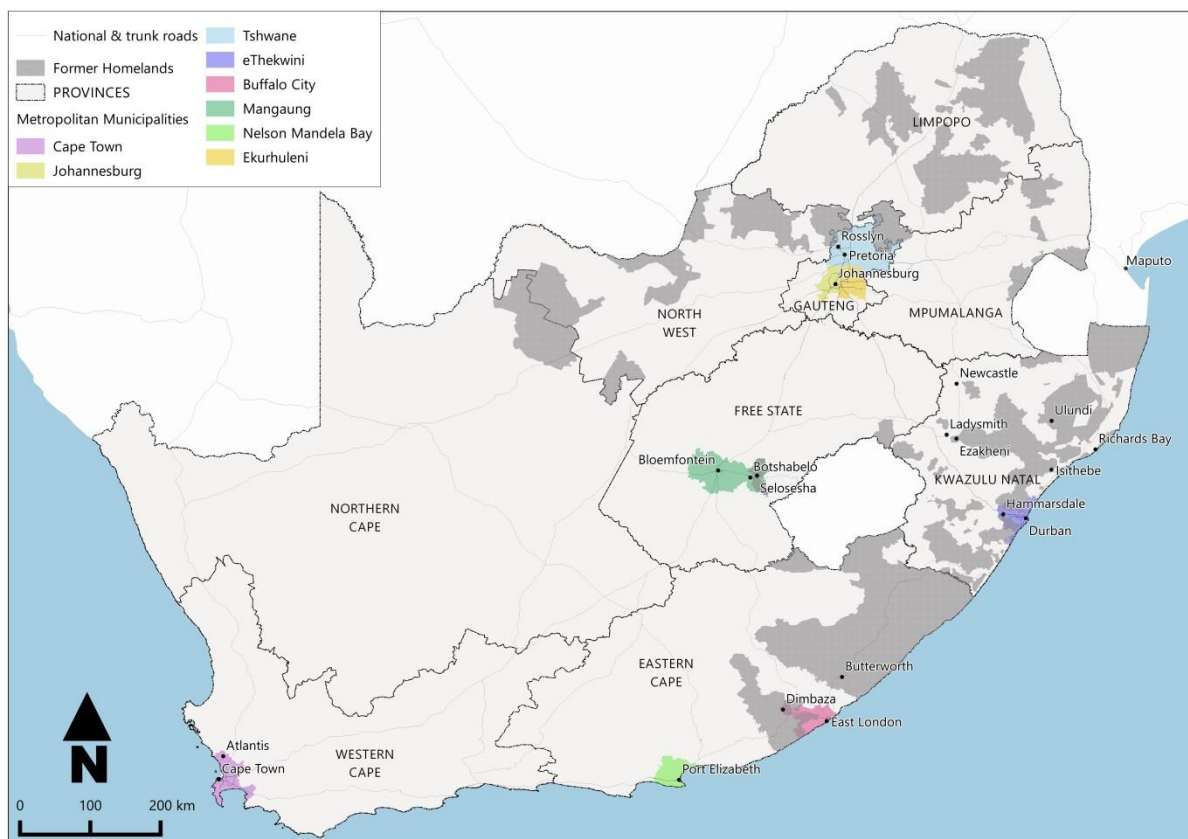 National & trunk roads
Former Homelands
PROVINCES
Metropolitan Municipalities
Cape Town
Johannesburg
Tshwane
eThekwini
Buffalo City
Mangaung
Nelson Mandela Bay
Ekurhuleni
LIMPOPO
Rosslyn
Pretoria
Johannesburg
GAUTENG
Maputo
NORTH
WEST
MPUMALANGA
Newcastle
FREE STATE
Ulundi
Ladysmith
Ezakheni
Richards Bay
Isithebe
Bloemfontein
Botshabelo
Selosesha
KWAZULU NATAL
Hammarsdale
Durban
NORTHERN
CAPE
EASTERN
CAPE
Butterworth
Dimbaza
East London
Atlantis
Cape Town
WESTERN
CAPE
Port Elizabeth
N
0 100 200 km